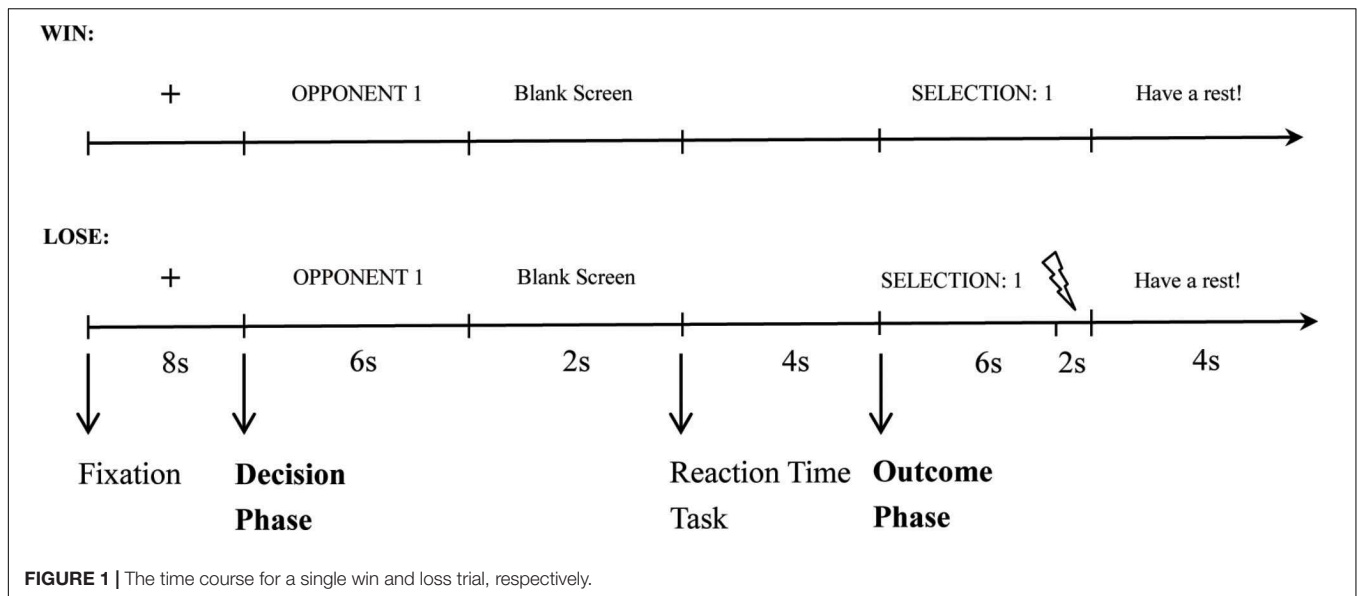 WIN:
+ OPPONENT 1 Blank Screen SELECTION: 1 Have a rest!
LOSE:
+ OPPONENT 1 Blank Screen SELECTION: 1 Have a rest!
8s 6s 2s 4s 6s 2s 4s
Fixation Decision Reaction Time Outcome
Phase Task Phase
FIGURE 1 | The time course for a single win and loss trial, respectively.